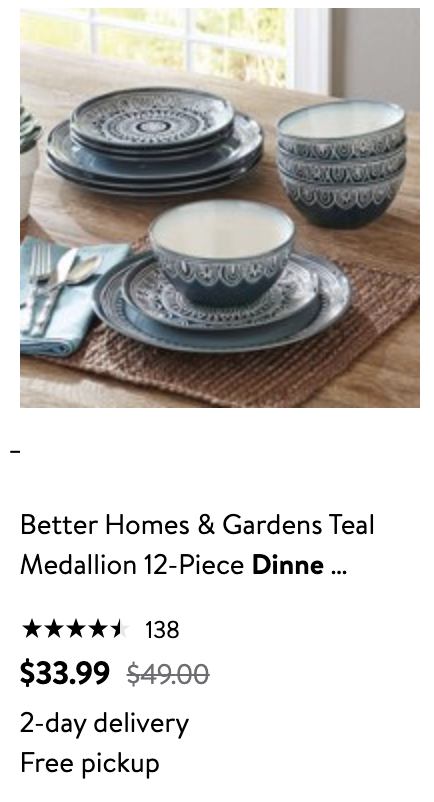 –
Better Homes & Gardens Teal
Medallion 12-Piece Dinne ...
★★★★⯨ 138
$33.99 $49.00
2-day delivery
Free pickup